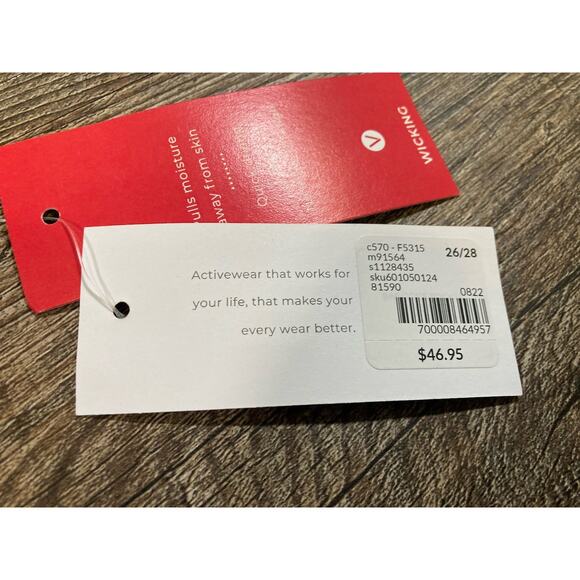 WICKING
V
Pulls moisture
away from skin
Activewear that works for
your life, that makes your
every wear better.
c570 - F5315
26/28
m91564
s1128435
sku601050124
81590
0822
700008464957
$46.95